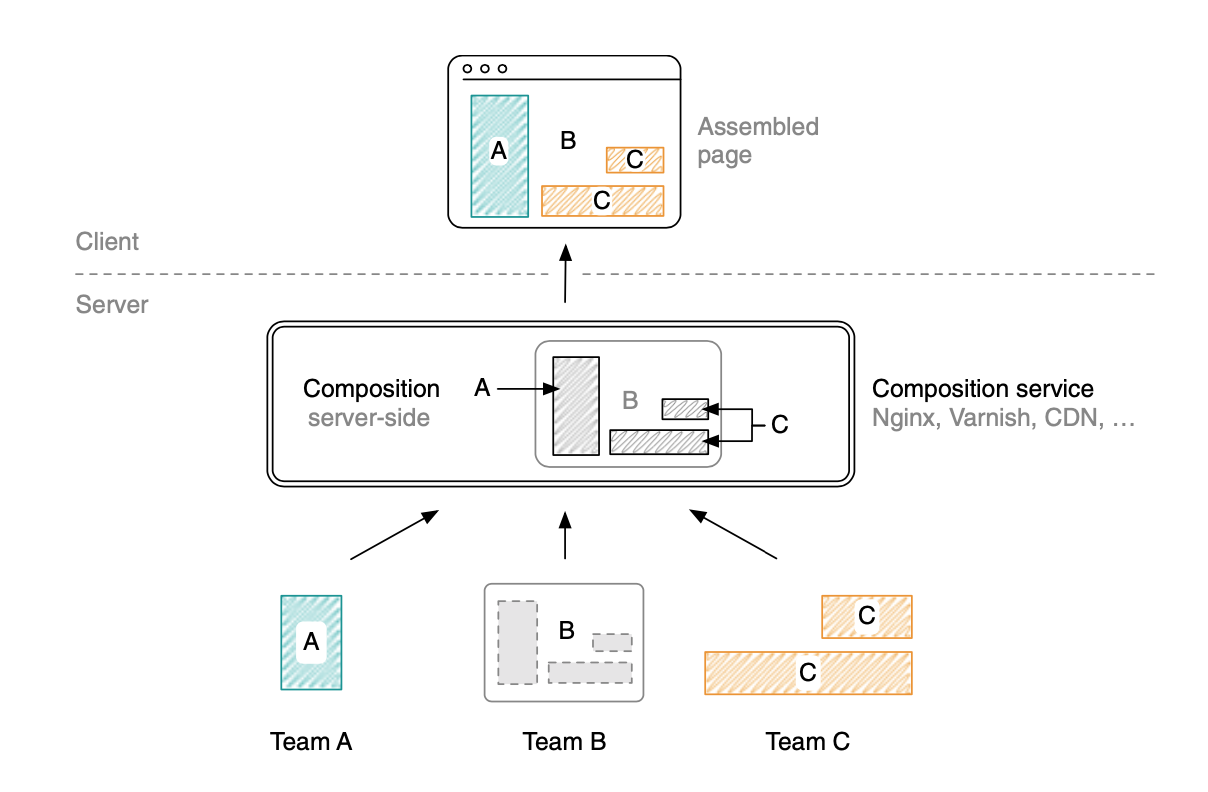 A
B
C
C
Assembled
page
Client
Server
Composition
server-side
A
B
C
Composition service
Nginx, Varnish, CDN, …
A
B
C
C
Team A
Team B
Team C